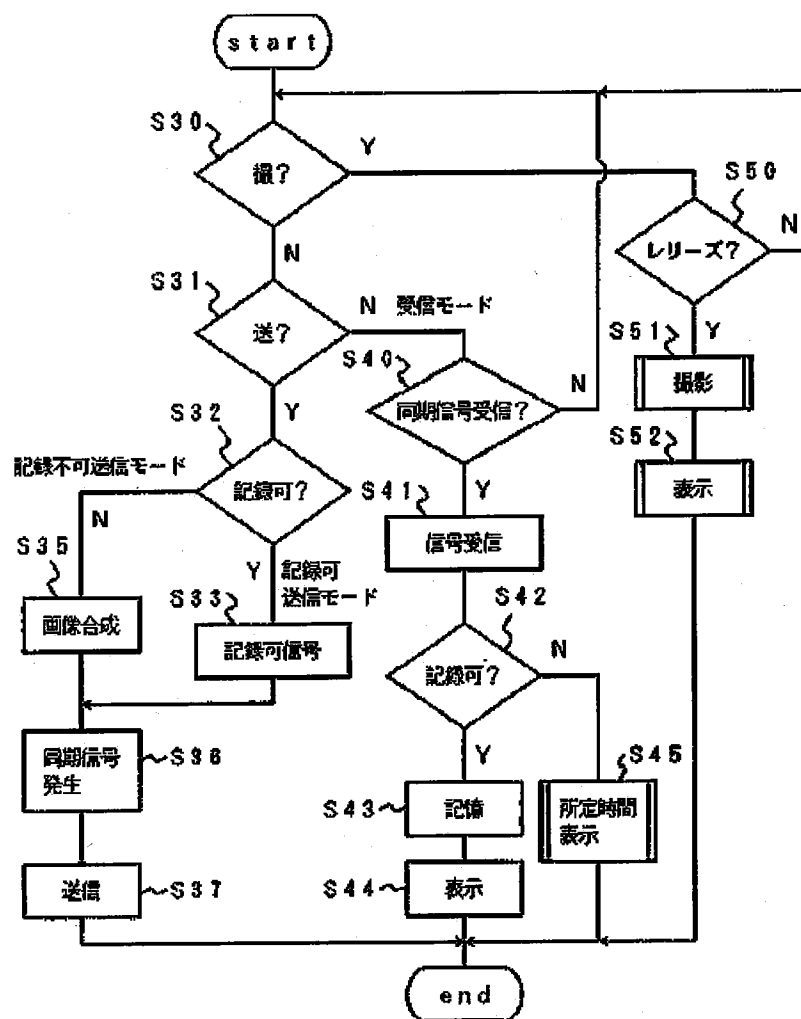 start
S30
撮?
Y
N
S50
レリーズ?
N
Y
S31
送?
N 受信モード
Y
S40
同期信号受信?
N
Y
S51
撮影
S52
表示
S32
記録不可送信モード
記録可?
N
Y
記録可
送信モード
S35
画像合成
S33
記録可信号
S41
信号受信
S42
記録可?
N
Y
同期信号
発生
S36
送信
S37
S43
記憶
S44
表示
S45
所定時間
表示
end